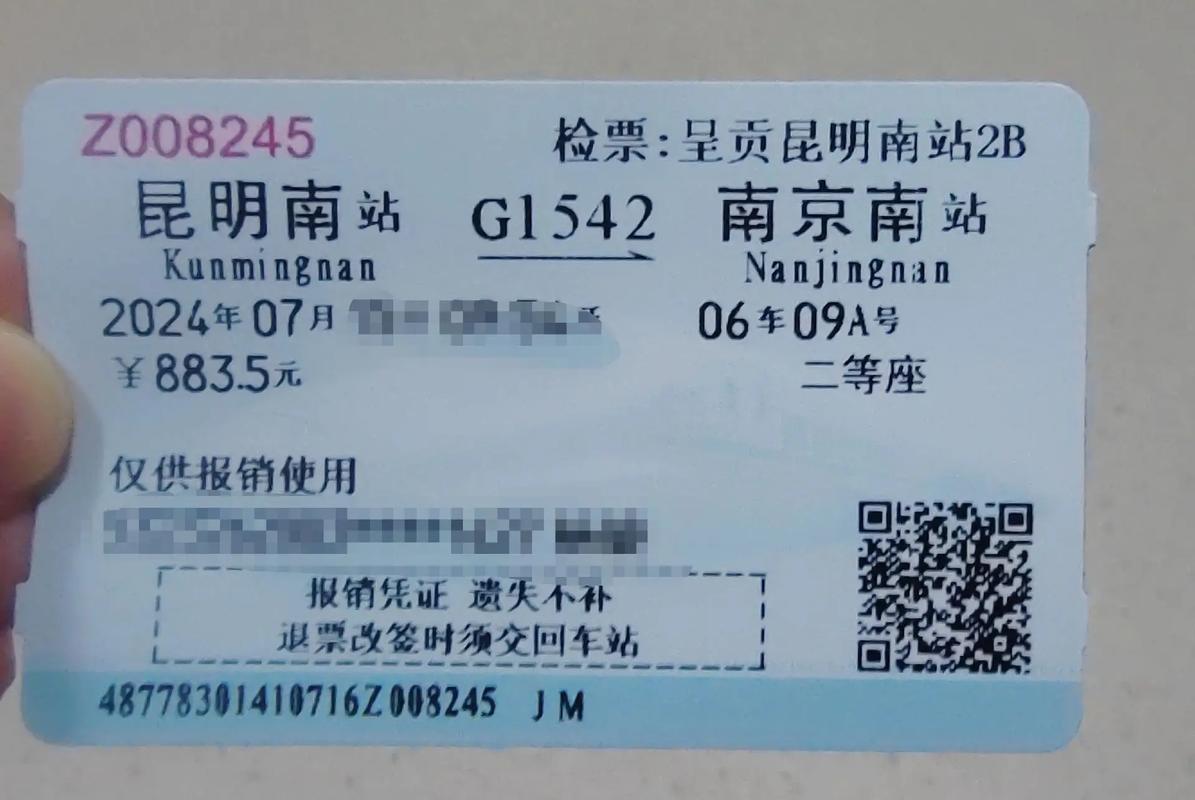 Z008245 检票:呈贡昆明南站2B
昆明南站 G1542 南京南站
Kunmingnan Nanjingnan
2024年07月 06车09A号
￥883.5元 二等座
仅供报销使用
报销凭证 遗失不补
退票改签时须交回车站
48778301410716Z008245 JM